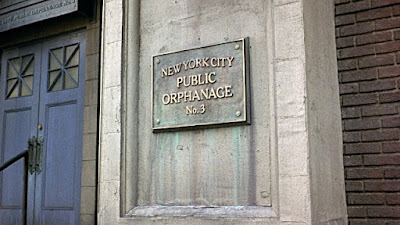 NEW YORK CITY
PUBLIC
ORPHANAGE
No. 3